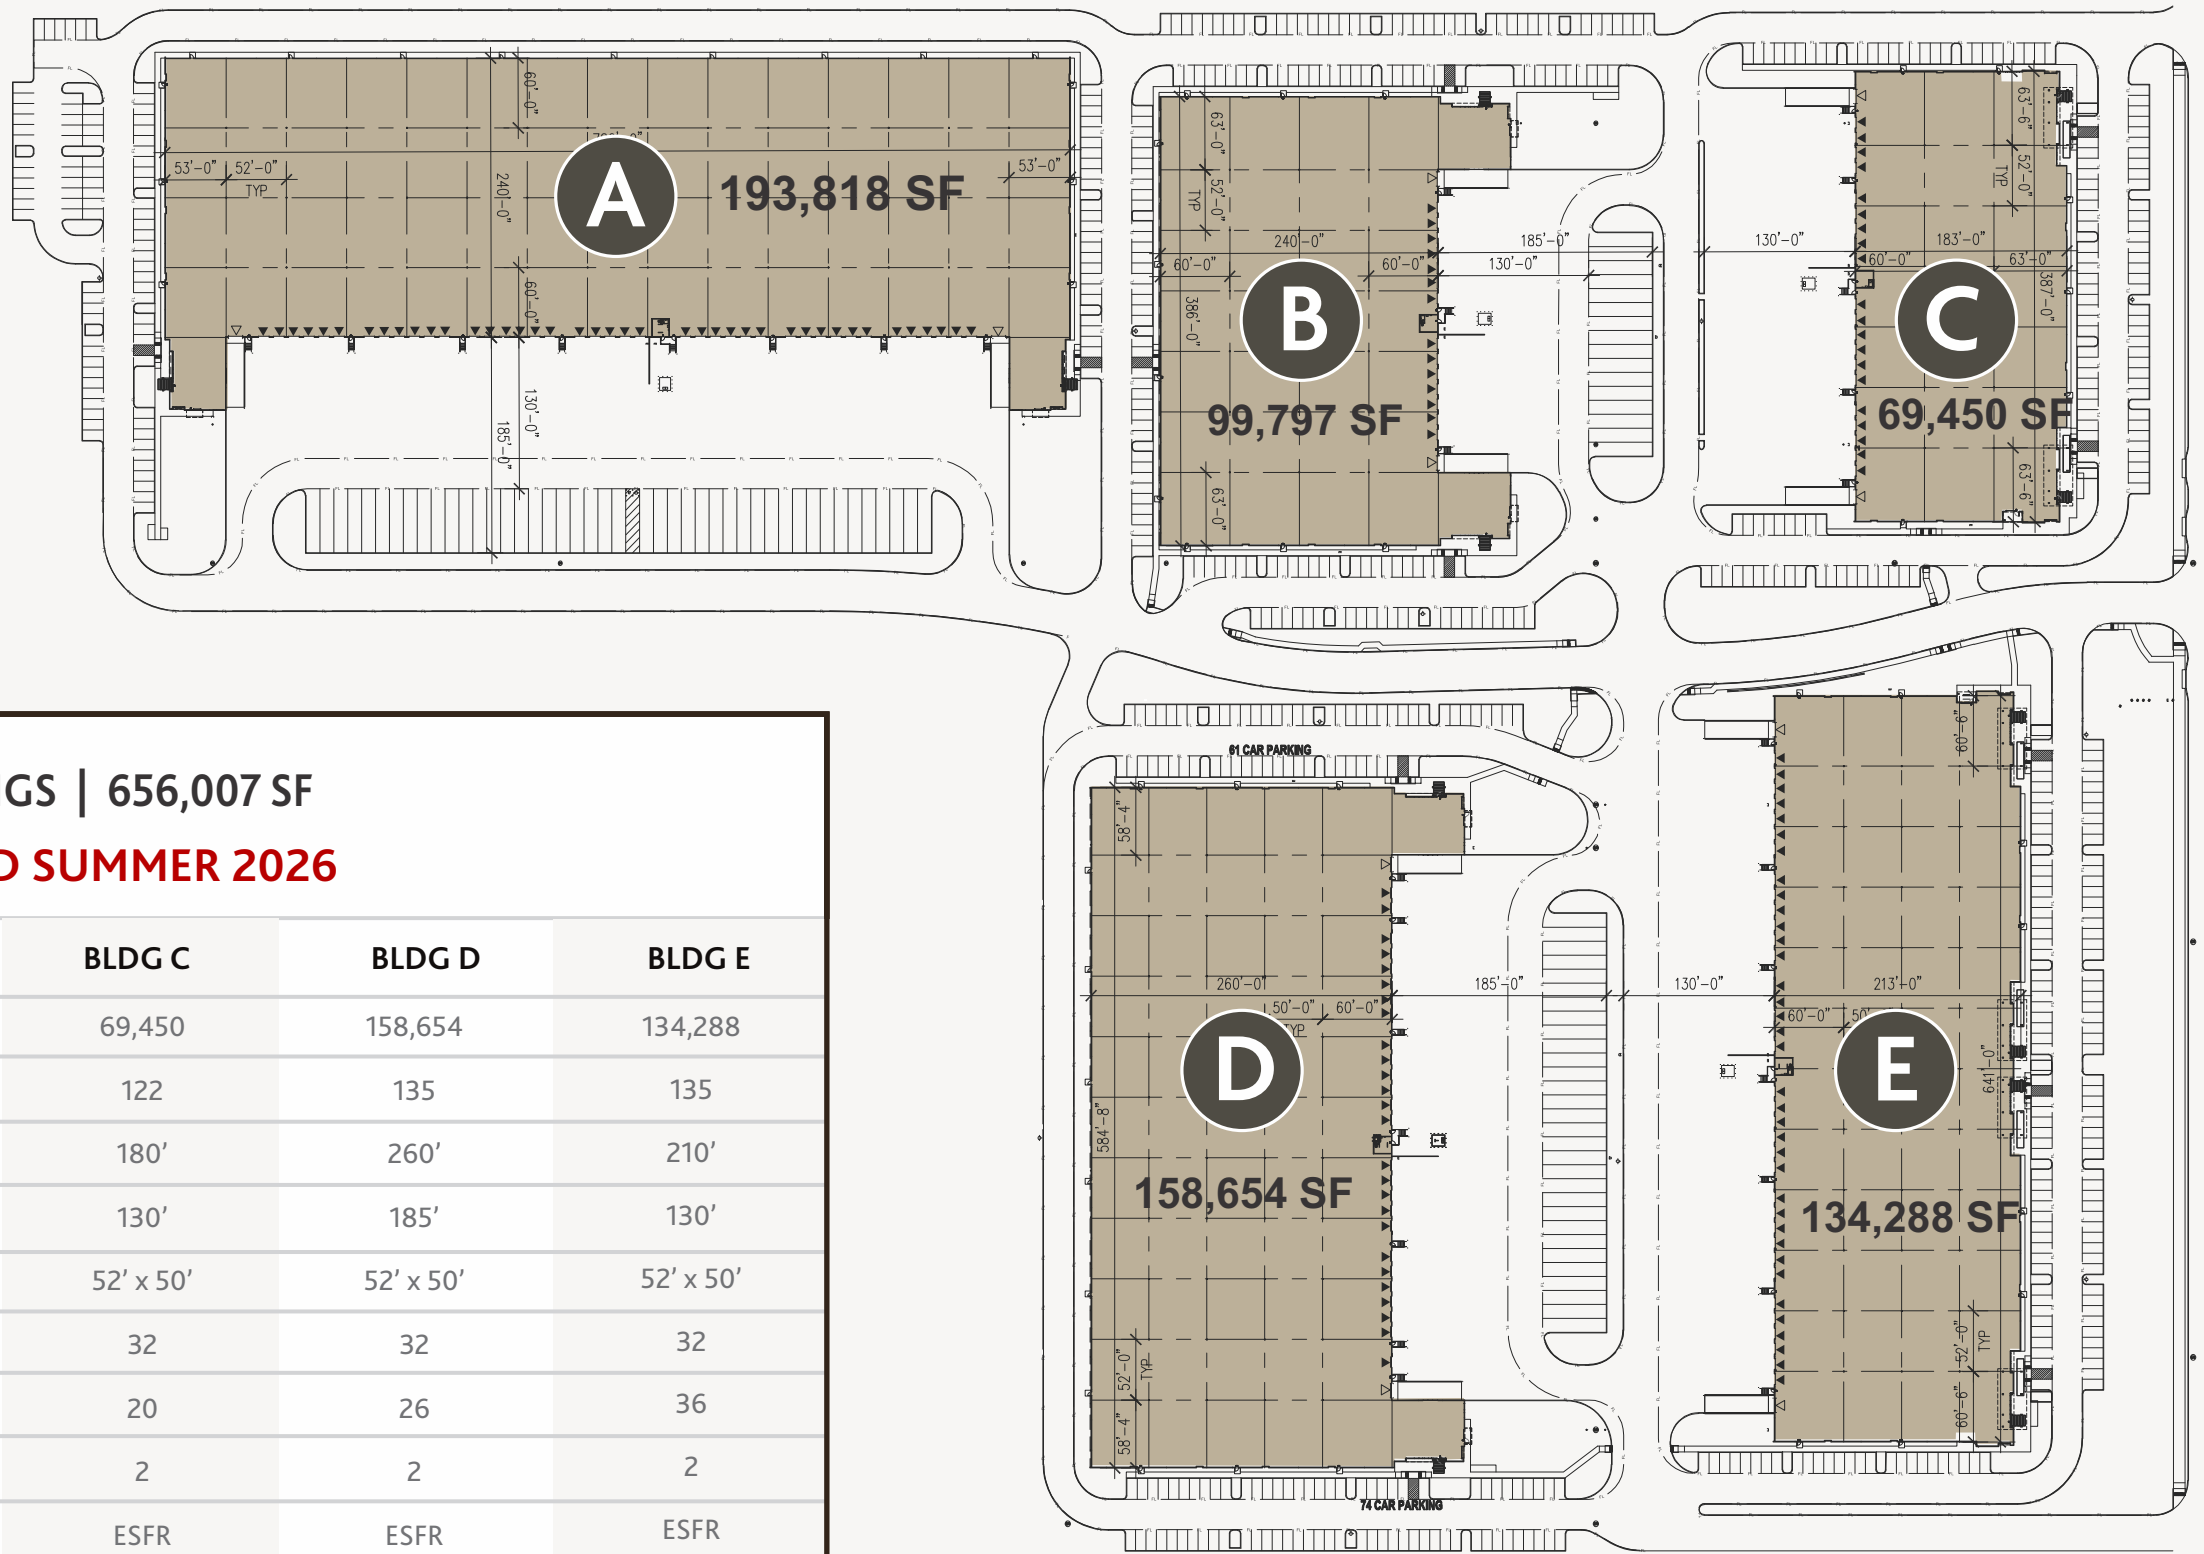 60'-0"
53'-0" 52'-0"
TYP
53'-0"
240'-0"
A
193,818 SF
60'-0"
130'-0"
185'-0"
63'-0"
52'-0"
TYP
240'-0"
60'-0" 60'-0"
185'-0"
130'-0"
386'-0"
B
99,797 SF
63'-0"
63'-6"
52'-0"
TYP
130'-0" 183'-0"
60'-0" 63'-0"
387'-0"
C
69,450 SF
63'-6"
61 CAR PARKING
58'-4"
260'-0"
50'-0" 60'-0"
TYP
185'-0"
D
584'-8"
158,654 SF
52'-0"
TYP
58'-4"
74 CAR PARKING
60'-6"
130'-0" 213'-0"
60'-0"
E
641'-0"
134,288 SF
52'-0"
TYP
60'-6"
GS | 656,007 SF
D SUMMER 2026
BLDG C BLDG D BLDG E
69,450 158,654 134,288
122 135 135
180' 260' 210'
130' 185' 130'
52' x 50' 52' x 50' 52' x 50'
32 32 32
20 26 36
2 2 2
ESFR ESFR ESFR